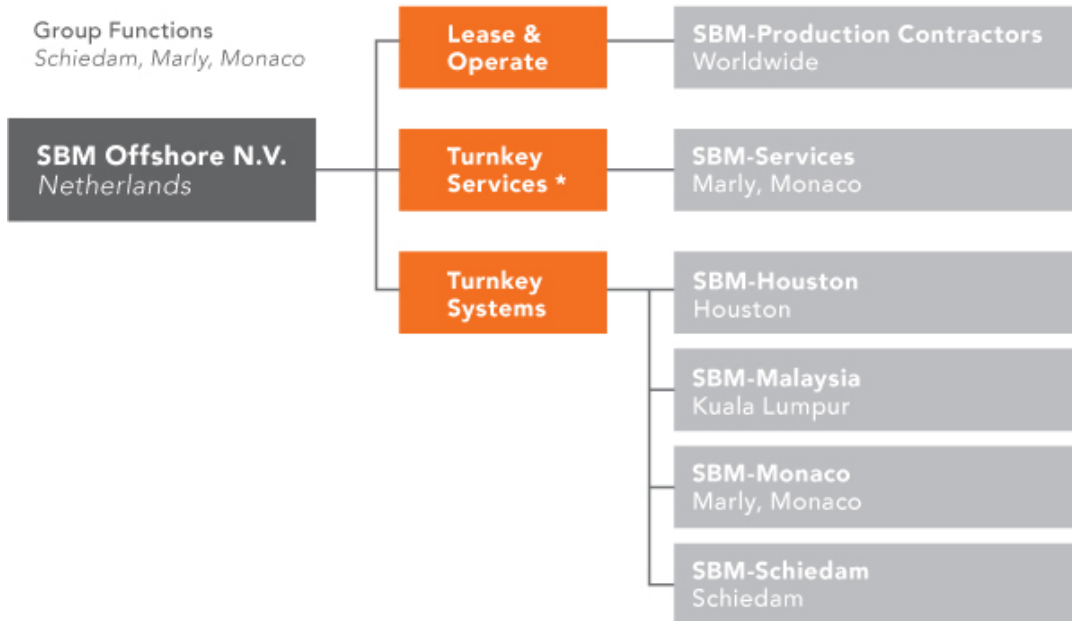 Group Functions
Schiedam, Marly, Monaco
SBM Offshore N.V.
Netherlands
Lease &
Operate
SBM-Production Contractors
Worldwide
Turnkey
Services *
SBM-Services
Marly, Monaco
Turnkey
Systems
SBM-Houston
Houston
SBM-Malaysia
Kuala Lumpur
SBM-Monaco
Marly, Monaco
SBM-Schiedam
Schiedam